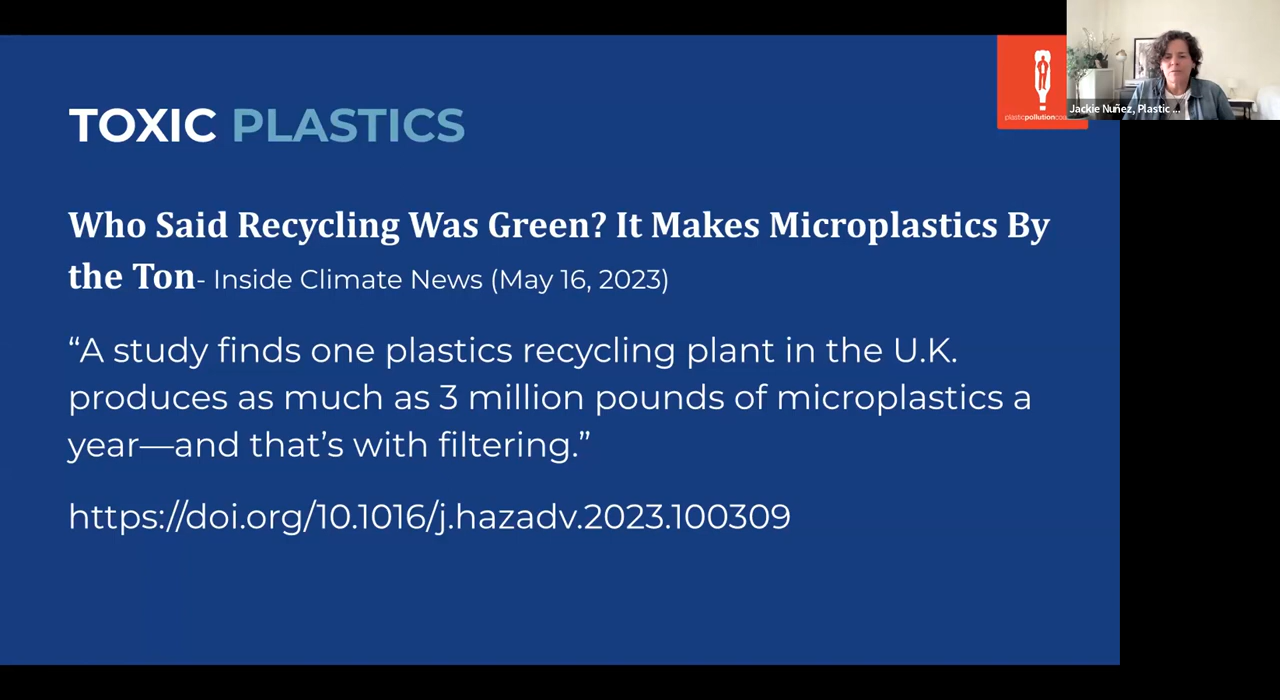 TOXIC PLASTICS
Who Said Recycling Was Green? It Makes Microplastics By
the Ton- Inside Climate News (May 16, 2023)
“A study finds one plastics recycling plant in the U.K.
produces as much as 3 million pounds of microplastics a
year—and that’s with filtering.”
https://doi.org/10.1016/j.hazadv.2023.100309
plasticpollution
Jackie Nuñez, Plastic ...